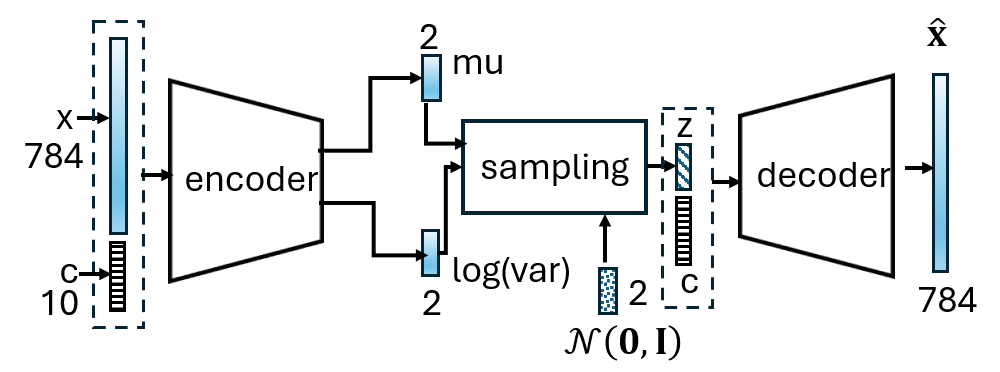 x
784
c
10
encoder
2
mu
log(var)
2
sampling
2
𝒩(𝟎, 𝐈)
z
c
decoder
x̂
784